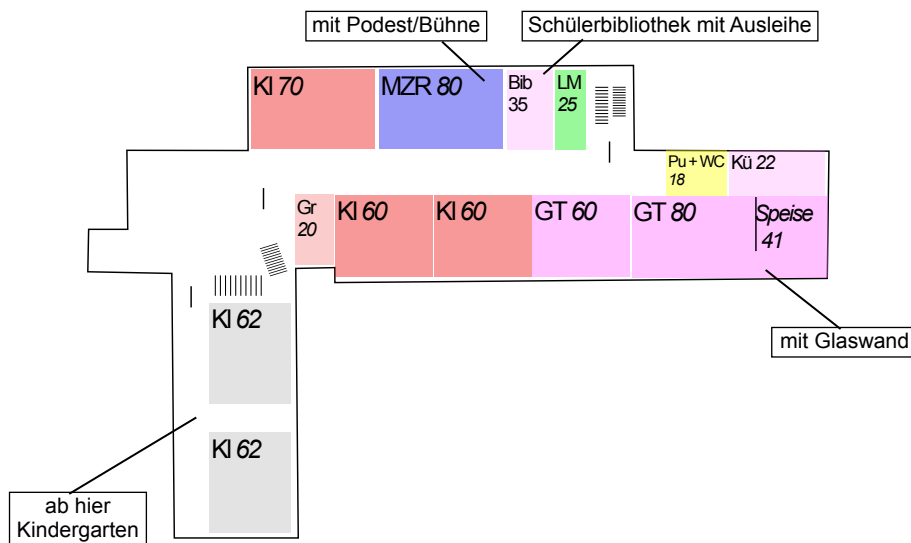 mit Podest/Bühne
Schülerbibliothek mit Ausleihe
Kl 70
MZR 80
Bib
35
LM
25
Pu + WC
18
Kü 22
Gr
20
Kl 60
Kl 60
GT 60
GT 80
Speise
41
Kl 62
mit Glaswand
Kl 62
ab hier
Kindergarten